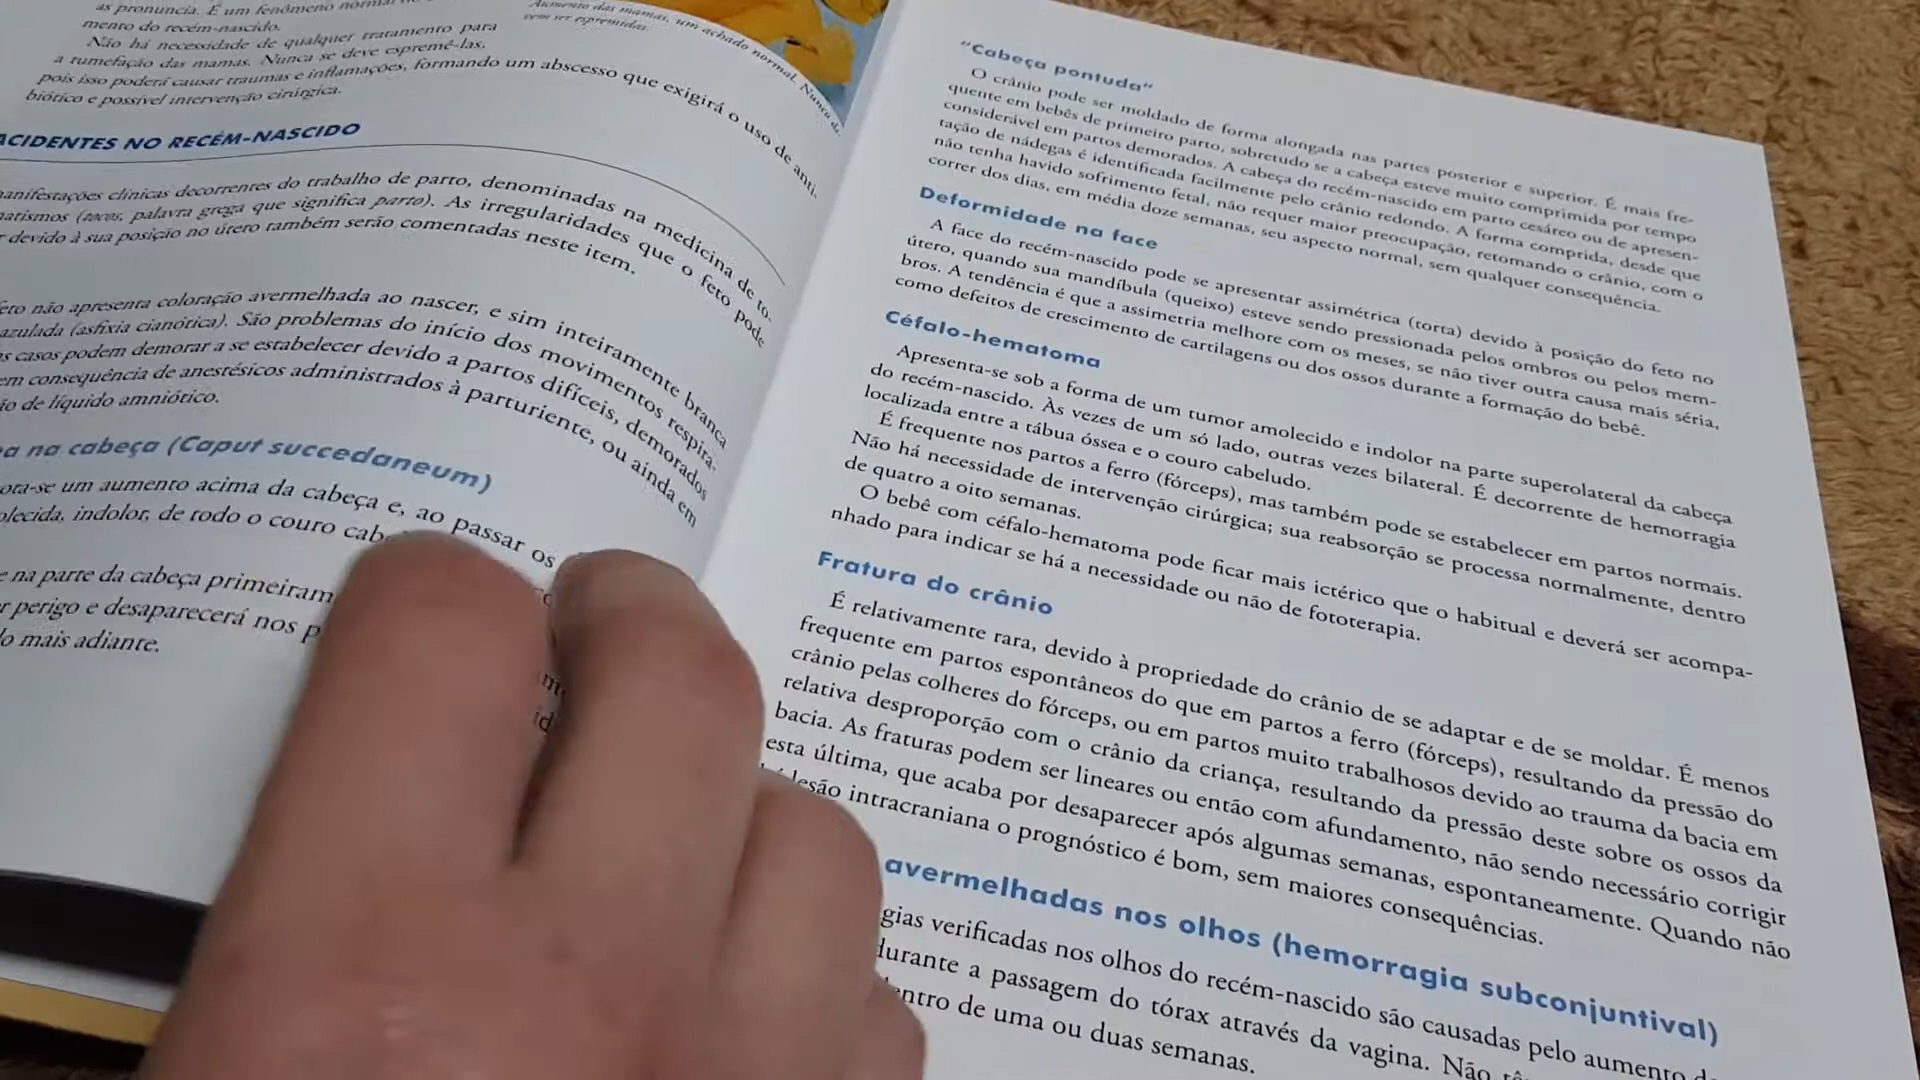 as pronuncia. É um fenômeno normal no
mento do recém-nascido.
Não há necessidade de qualquer tratamento para
a rumefação das mamas. Nunca se deve espremê-las,
pois isso poderá causar traumas e inflamações, formando um abscesso que exigirá o uso de anti-
biótico e possível intervenção cirúrgica.
Aumento das mamas, um achado normal. Nunca de-
vem ser espremidas.
ACIDENTES NO RECÉM-NASCIDO
manifestações clínicas decorrentes do trabalho de parto, denominadas na medicina de to-
matismos (tocos, palavra grega que significa parto). As irregularidades que o feto pode
r devido à sua posição no útero também serão comentadas neste item.
feto não apresenta coloração avermelhada ao nascer, e sim inteiramente branca
azulada (asfixia cianótica). São problemas do início dos movimentos respira-
s casos podem demorar a se estabelecer devido a partos difíceis, demorados
em consequência de anestésicos administrados à parturiente, ou ainda em
ão de líquido amniótico.
a na cabeça (Caput succedaneum)
ota-se um aumento acima da cabeça e, ao passar os
olecida, indolor, de todo o couro cab
e na parte da cabeça primeiram
r perigo e desaparecerá nos p
lo mais adiante.
"Cabeça pontuda"
O crânio pode ser moldado de forma alongada nas partes posterior e superior. É mais fre-
quente em bebês de primeiro parto, sobretudo se a cabeça esteve muito comprimida por tempo
considerável em partos demorados. A cabeça do recém-nascido em parto cesáreo ou de apresen-
tação de nádegas é identificada facilmente pelo crânio redondo. A forma comprida, desde que
não tenha havido sofrimento fetal, não requer maior preocupação, retomando o crânio, com o
correr dos dias, em média doze semanas, seu aspecto normal, sem qualquer consequência.
Deformidade na face
A face do recém-nascido pode se apresentar assimétrica (torta) devido à posição do feto no
útero, quando sua mandíbula (queixo) esteve sendo pressionada pelos ombros ou pelos mem-
bros. A tendência é que a assimetria melhore com os meses, se não tiver outra causa mais séria,
como defeitos de crescimento de cartilagens ou dos ossos durante a formação do bebê.
Céfalo-hematoma
Apresenta-se sob a forma de um tumor amolecido e indolor na parte superolateral da cabeça
do recém-nascido. Às vezes de um só lado, outras vezes bilateral. É decorrente de hemorragia
localizada entre a tábua óssea e o couro cabeludo.
É frequente nos partos a ferro (fórceps), mas também pode se estabelecer em partos normais.
Não há necessidade de intervenção cirúrgica; sua reabsorção se processa normalmente, dentro
de quatro a oito semanas.
O bebê com céfalo-hematoma pode ficar mais ictérico que o habitual e deverá ser acompa-
nhado para indicar se há a necessidade ou não de fototerapia.
Fratura do crânio
É relativamente rara, devido à propriedade do crânio de se adaptar e de se moldar. É menos
frequente em partos espontâneos do que em partos a ferro (fórceps), resultando da pressão do
crânio pelas colheres do fórceps, ou em partos muito trabalhosos devido ao trauma da bacia em
relativa desproporção com o crânio da criança, resultando da pressão deste sobre os ossos da
bacia. As fraturas podem ser lineares ou então com afundamento, não sendo necessário corrigir
esta última, que acaba por desaparecer após algumas semanas, espontaneamente. Quando não
lesão intracraniana o prognóstico é bom, sem maiores consequências.
avermelhadas nos olhos (hemorragia subconjuntival)
gias verificadas nos olhos do recém-nascido são causadas pelo aumento
durante a passagem do tórax através da vagina. Não
entro de uma ou duas semanas.